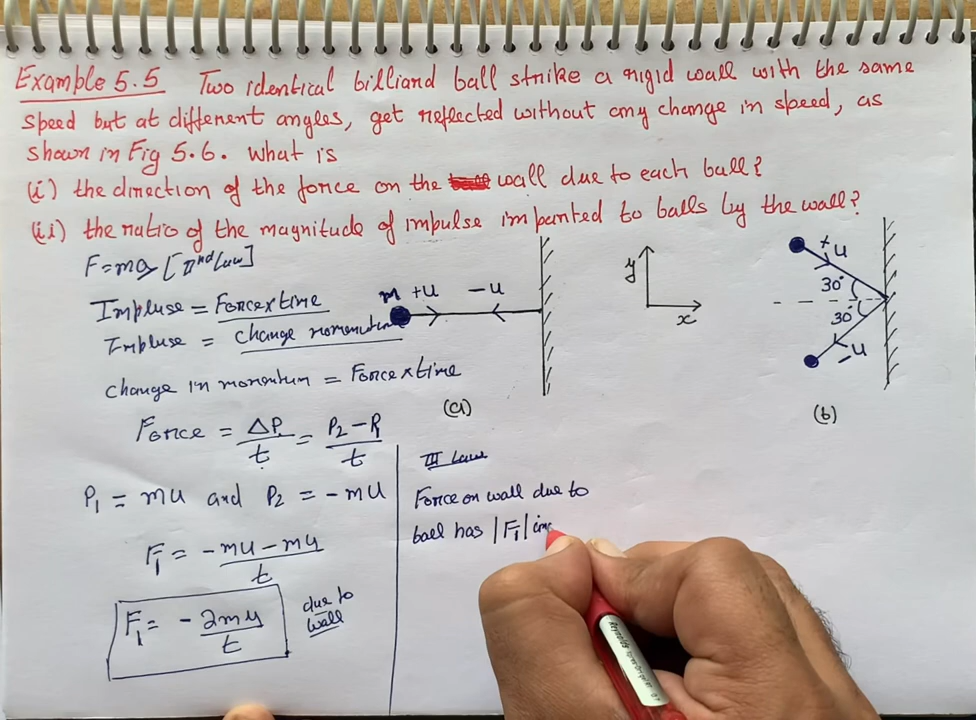 Example 5.5 Two identical billiard ball strike a rigid wall with the same
speed but at different angles, get reflected without any change in speed, as
shown in Fig 5.6. What is
(i) the direction of the force on the wall due to each ball?
(ii) the ratio of the magnitude of impulse imparted to balls by the wall?
F=ma [IInd Law]
Impluse = Force×time
Impluse = change momentum
change in momentum = Force×time
Force = ΔP/t = P2-P1/t
P1 = mu and P2 = -mu
F1 = -mu-mu/t
F1 = -2mu/t due to wall
m +u -u
(a)
y
x
+u
30°
30°
-u
(b)
III Law
Force on wall due to
ball has |F1|
Reynolds